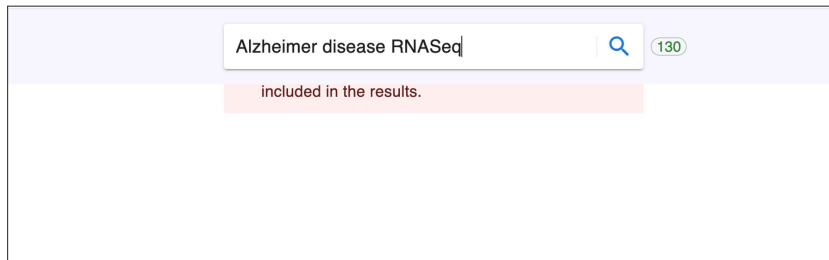 Alzheimer disease RNASeq
130
included in the results.